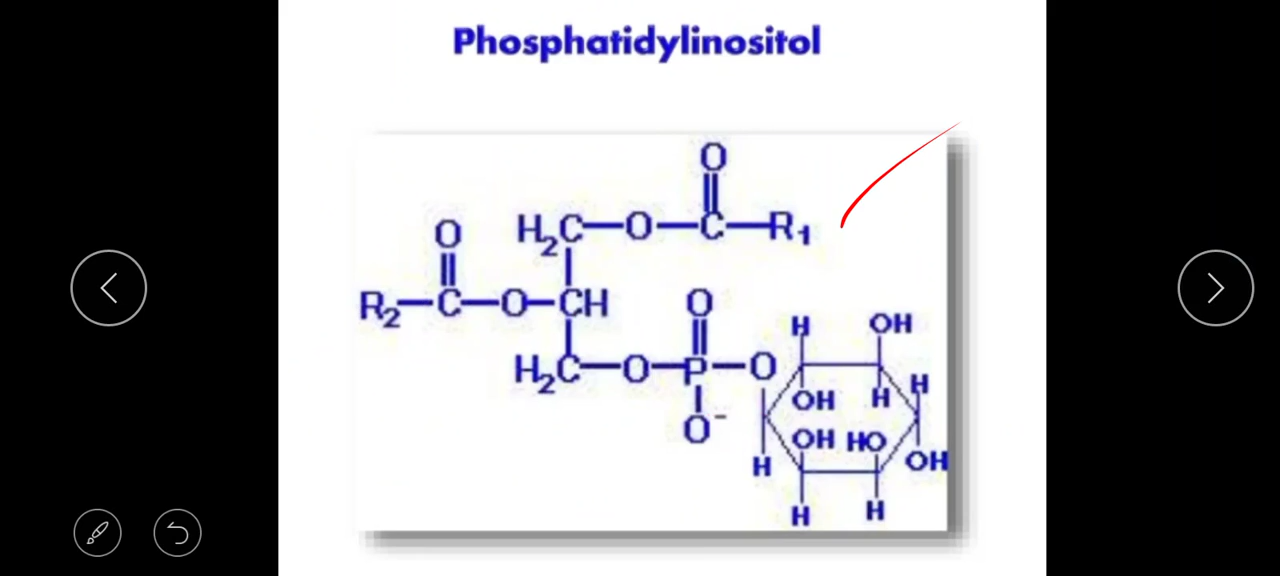 Phosphatidylinositol
O
H₂C—O—C—R₁
O
R₂—C—O—CH
O
H₂C—O—P—O
O⁻
H OH
OH H H
OH HO OH
H
H H